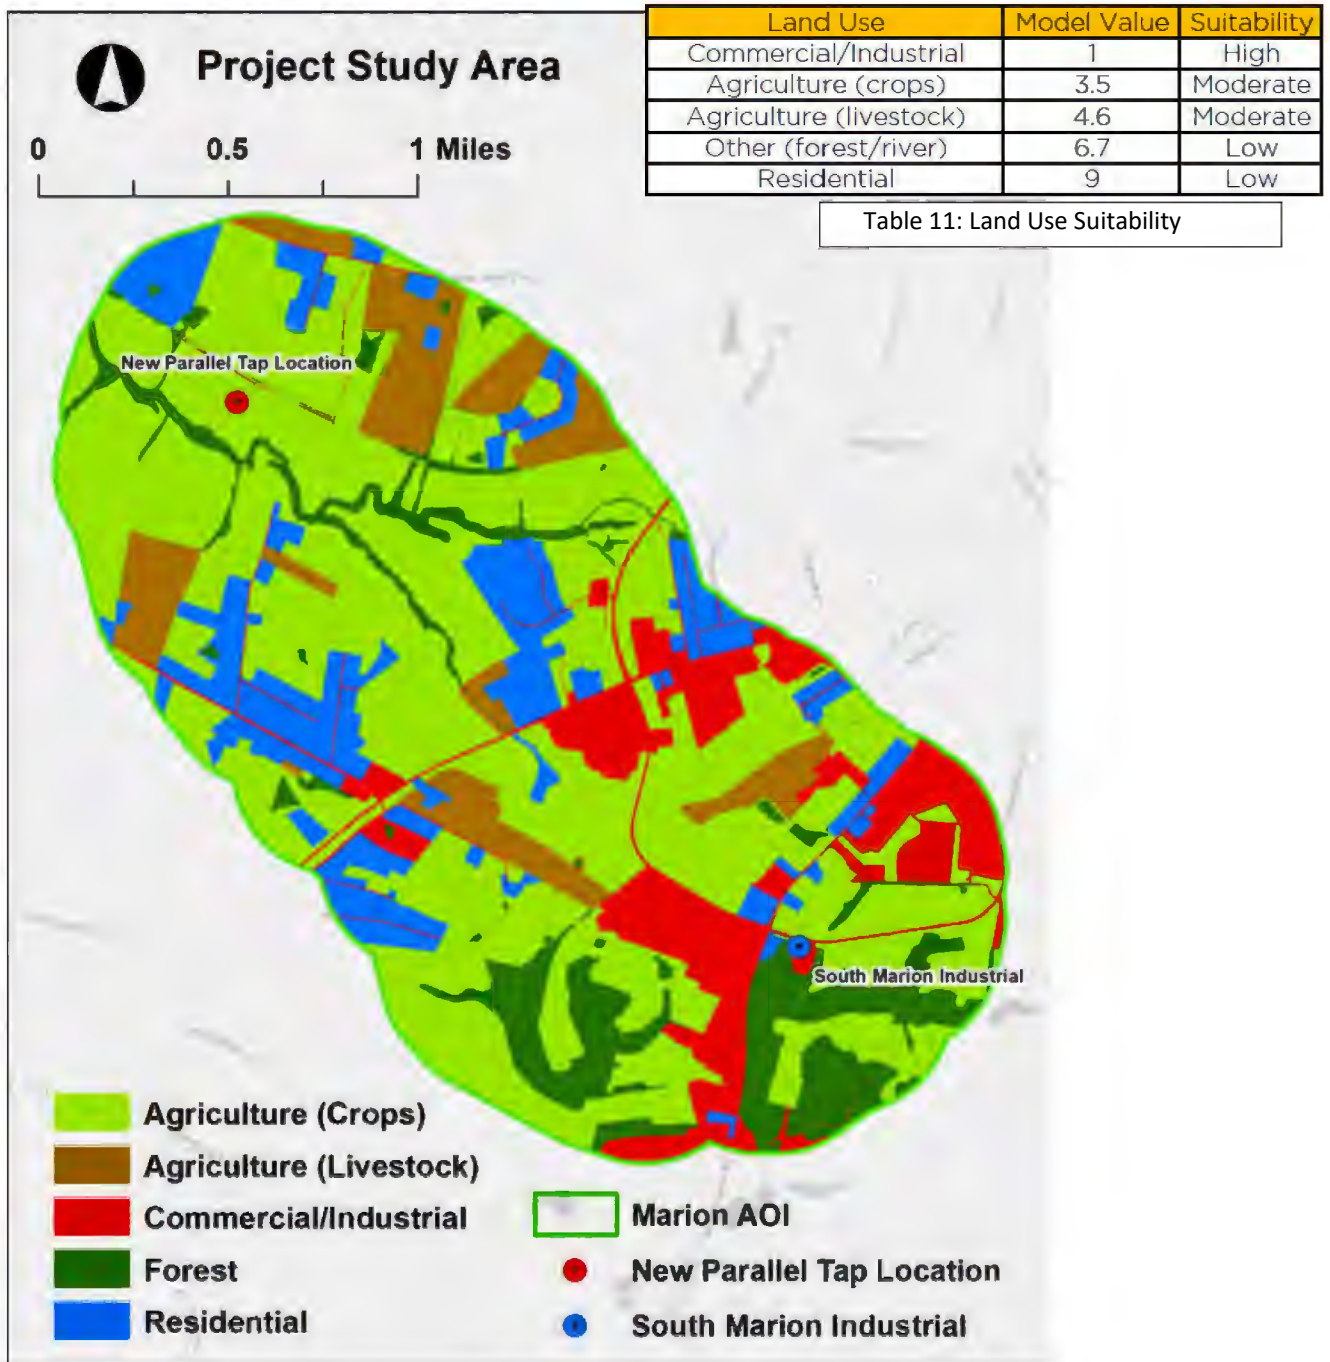 Project Study Area
0 0.5 1 Miles
Land Use Model Value Suitability
Commercial/Industrial 1 High
Agriculture (crops) 3.5 Moderate
Agriculture (livestock) 4.6 Moderate
Other (forest/river) 6.7 Low
Residential 9 Low
Table 11: Land Use Suitability
New Parallel Tap Location
South Marion Industrial
Agriculture (Crops)
Agriculture (Livestock)
Commercial/Industrial
Forest
Residential
Marion AOI
New Parallel Tap Location
South Marion Industrial